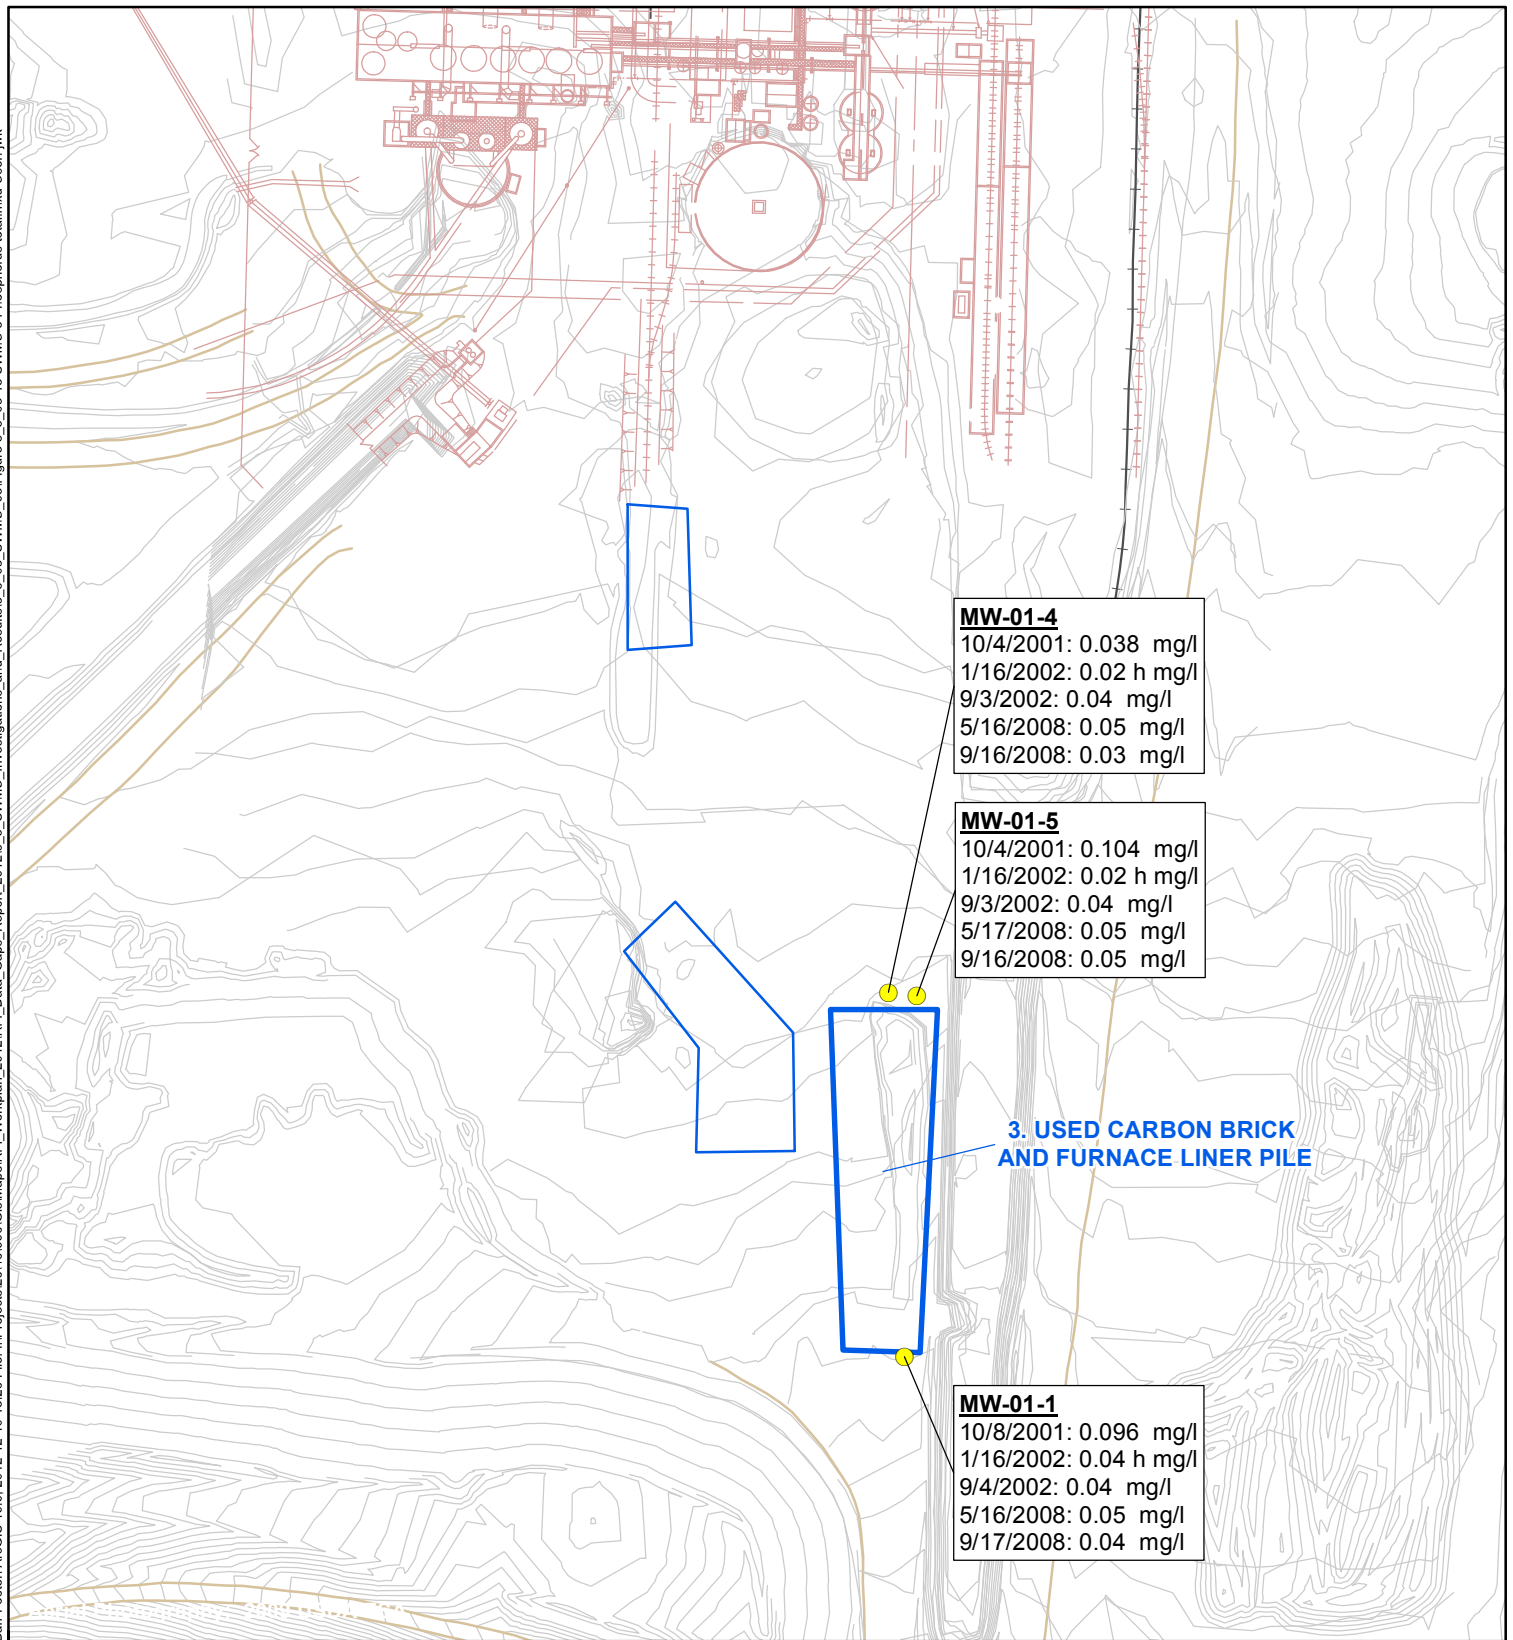 MW-01-4
10/4/2001: 0.038 mg/l
1/16/2002: 0.02 h mg/l
9/3/2002: 0.04 mg/l
5/16/2008: 0.05 mg/l
9/16/2008: 0.03 mg/l
MW-01-5
10/4/2001: 0.104 mg/l
1/16/2002: 0.02 h mg/l
9/3/2002: 0.04 mg/l
5/17/2008: 0.05 mg/l
9/16/2008: 0.05 mg/l
3. USED CARBON BRICK
AND FURNACE LINER PILE
MW-01-1
10/8/2001: 0.096 mg/l
1/16/2002: 0.04 h mg/l
9/4/2002: 0.04 mg/l
5/16/2008: 0.05 mg/l
9/17/2008: 0.04 mg/l